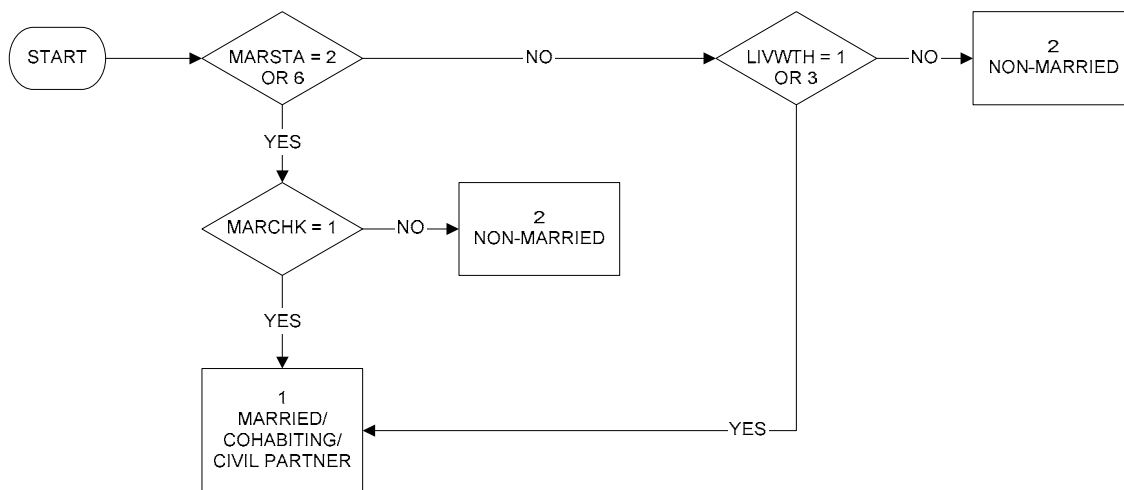 START
MARSTA = 2
OR 6
NO
LIVWTH = 1
OR 3
NO
2
NON-MARRIED
YES
MARCHK = 1
NO
2
NON-MARRIED
YES
1
MARRIED/
COHABITING/
CIVIL PARTNER
YES